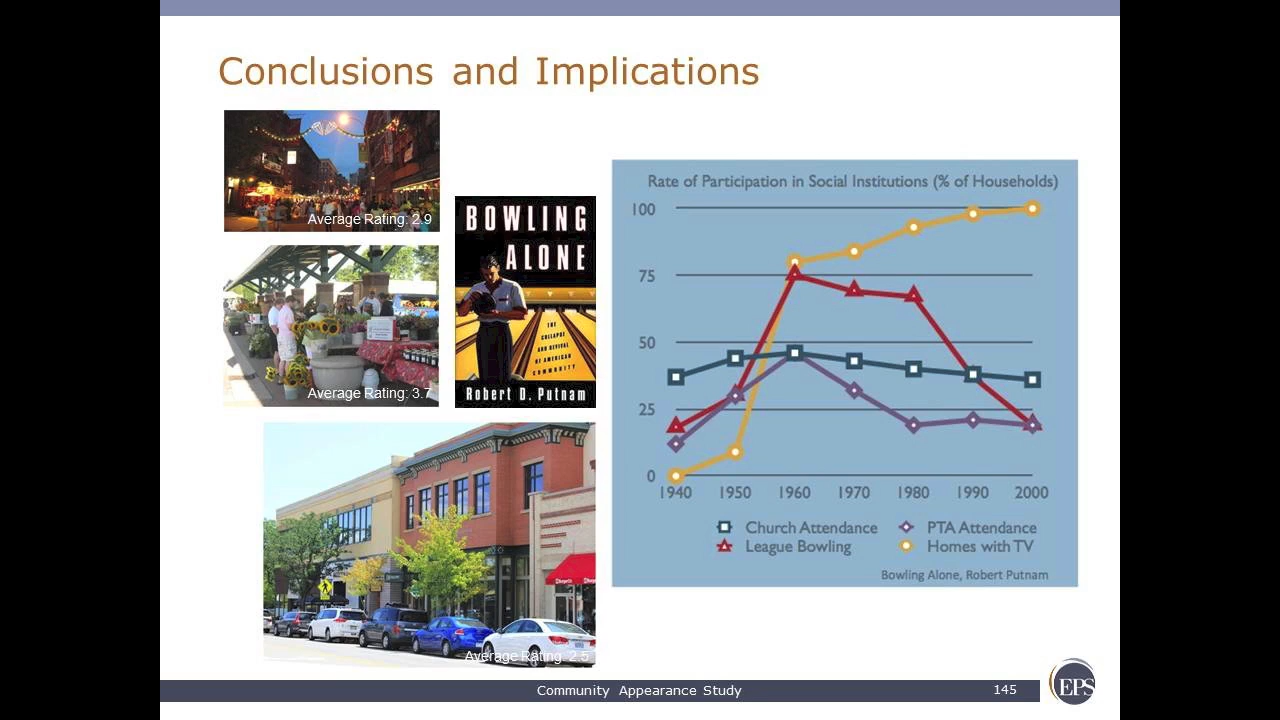 Conclusions and Implications
Average Rating: 2.9
Average Rating: 3.7
BOWLING
ALONE
THE
COLLAPSE
AND REVIVAL
OF AMERICAN
COMMUNITY
Robert D. Putnam
Average Rating: 2.5
Rate of Participation in Social Institutions (% of Households)
100
75
50
25
0
1940 1950 1960 1970 1980 1990 2000
Church Attendance PTA Attendance
League Bowling Homes with TV
Bowling Alone, Robert Putnam
Community Appearance Study
145
EPS